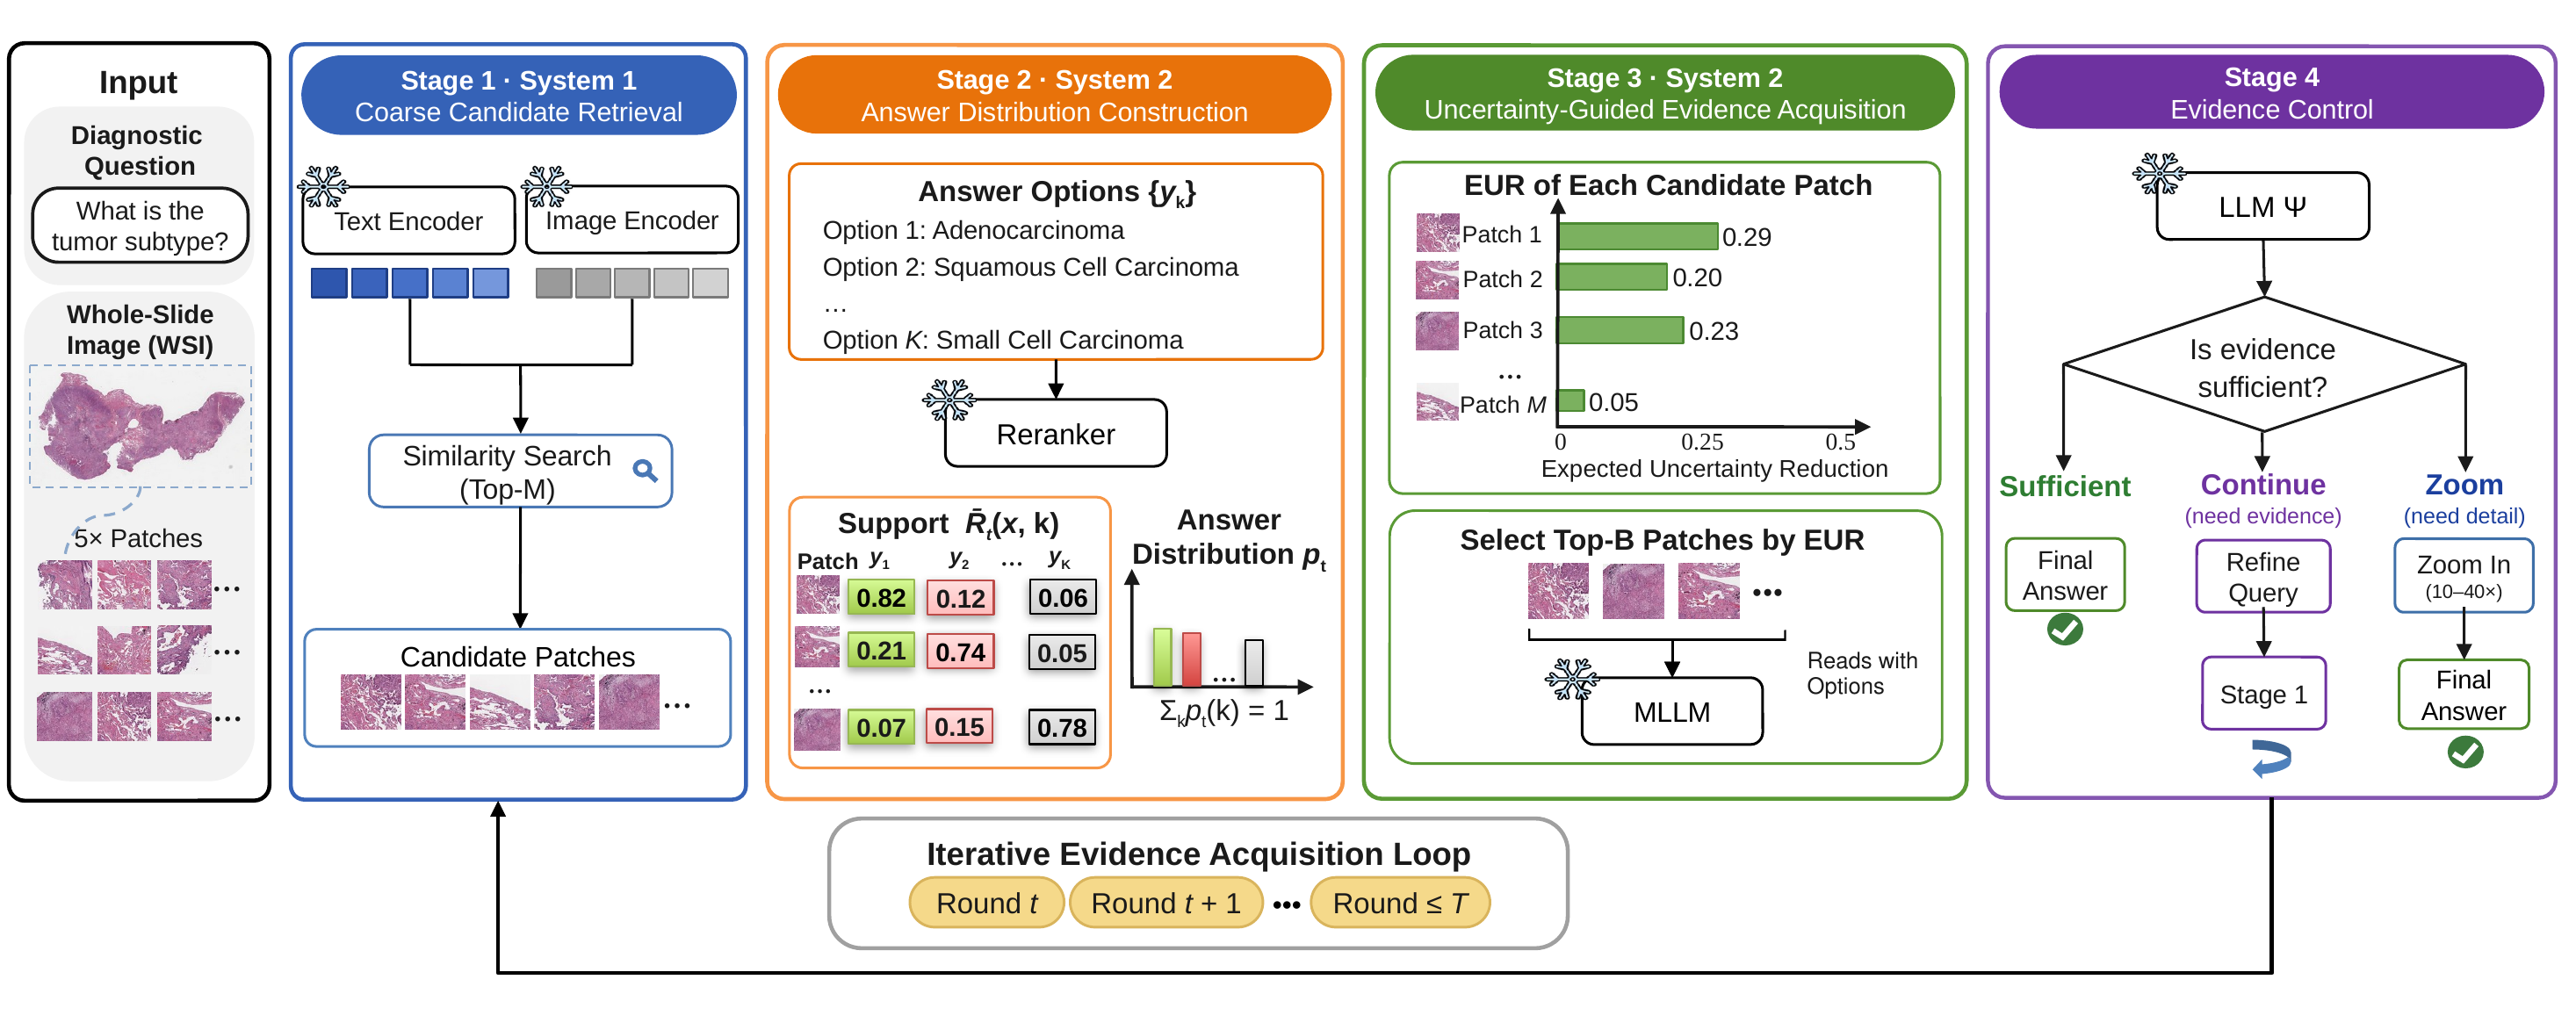 Input
Diagnostic
Question
What is the
tumor subtype?
Whole-Slide
Image (WSI)
5× Patches
...
...
...
Stage 1 · System 1
Coarse Candidate Retrieval
Text Encoder
Image Encoder
Similarity Search
(Top-M)
Candidate Patches
...
Stage 2 · System 2
Answer Distribution Construction
Answer Options {yk}
Option 1: Adenocarcinoma
Option 2: Squamous Cell Carcinoma
...
Option K: Small Cell Carcinoma
Reranker
Support R̄t(x, k)
Patch y1 y2 ... yK
0.82 0.12 0.06
0.21 0.74 0.05
...
0.07 0.15 0.78
Answer
Distribution pt
...
Σkpt(k) = 1
Stage 3 · System 2
Uncertainty-Guided Evidence Acquisition
EUR of Each Candidate Patch
Patch 1 0.29
Patch 2 0.20
Patch 3 0.23
...
Patch M 0.05
0 0.25 0.5
Expected Uncertainty Reduction
Select Top-B Patches by EUR
...
Reads with
Options
MLLM
Stage 4
Evidence Control
LLM Ψ
Is evidence
sufficient?
Sufficient
Final
Answer
Continue
(need evidence)
Refine
Query
Stage 1
Zoom
(need detail)
Zoom In
(10–40×)
Final
Answer
Iterative Evidence Acquisition Loop
Round t Round t + 1 ... Round ≤ T